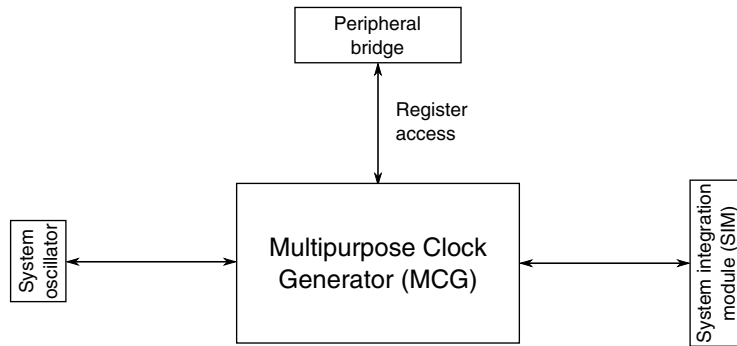 Peripheral
bridge
Register
access
System
oscillator
Multipurpose Clock
Generator (MCG)
System integration
module (SIM)